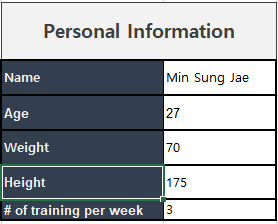 Personal Information
Name Min Sung Jae
Age 27
Weight 70
Height 175
# of training per week 3